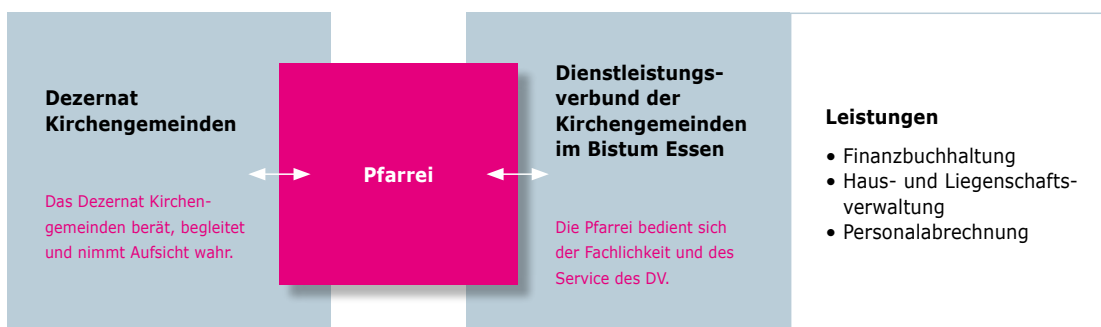 Dezernat
Kirchengemeinden
Das Dezernat Kirchen-
gemeinden berät, begleitet
und nimmt Aufsicht wahr.
Pfarrei
Dienstleistungs-
verbund der
Kirchengemeinden
im Bistum Essen
Die Pfarrei bedient sich
der Fachlichkeit und des
Service des DV.
Leistungen
• Finanzbuchhaltung
• Haus- und Liegenschafts-
verwaltung
• Personalabrechnung